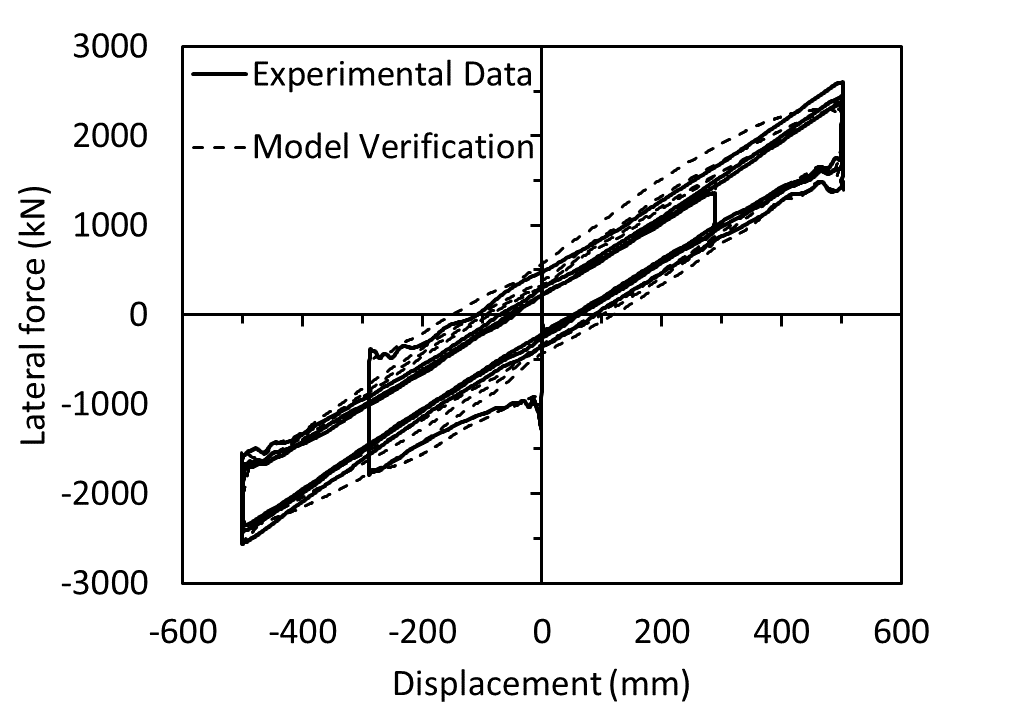 3000
2000
1000
0
-1000
-2000
-3000
Lateral force (kN)
Experimental Data
Model Verification
-600 -400 -200 0 200 400 600
Displacement (mm)